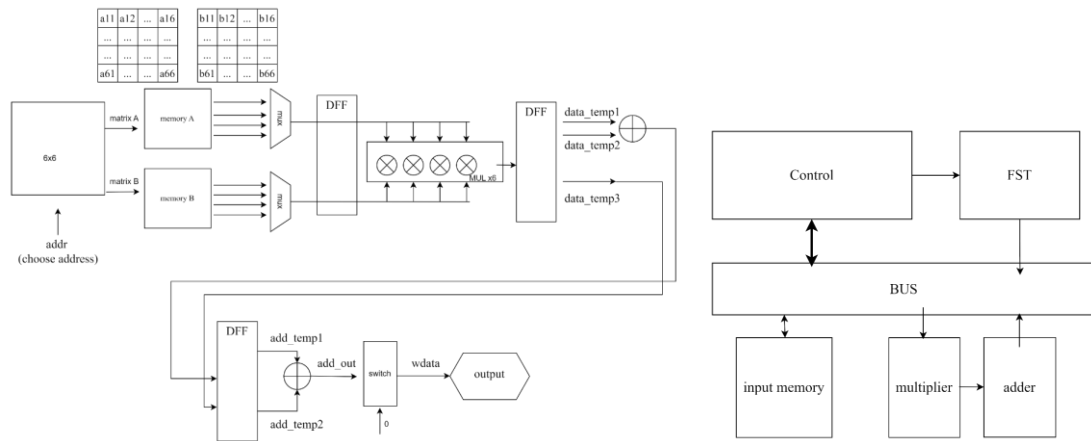 a11 a12 ... a16
... ... ... ...
... ... ... ...
a61 ... ... a66
b11 b12 ... b16
... ... ... ...
... ... ... ...
b61 ... ... b66
6x6
matrix A
matrix B
addr
(choose address)
memory A
memory B
mux
mux
DFF
MUL x6
DFF
data_temp1
data_temp2
data_temp3
DFF
add_temp1
add_temp2
add_out
switch
0
wdata
output
Control
FST
BUS
input memory
multiplier
adder